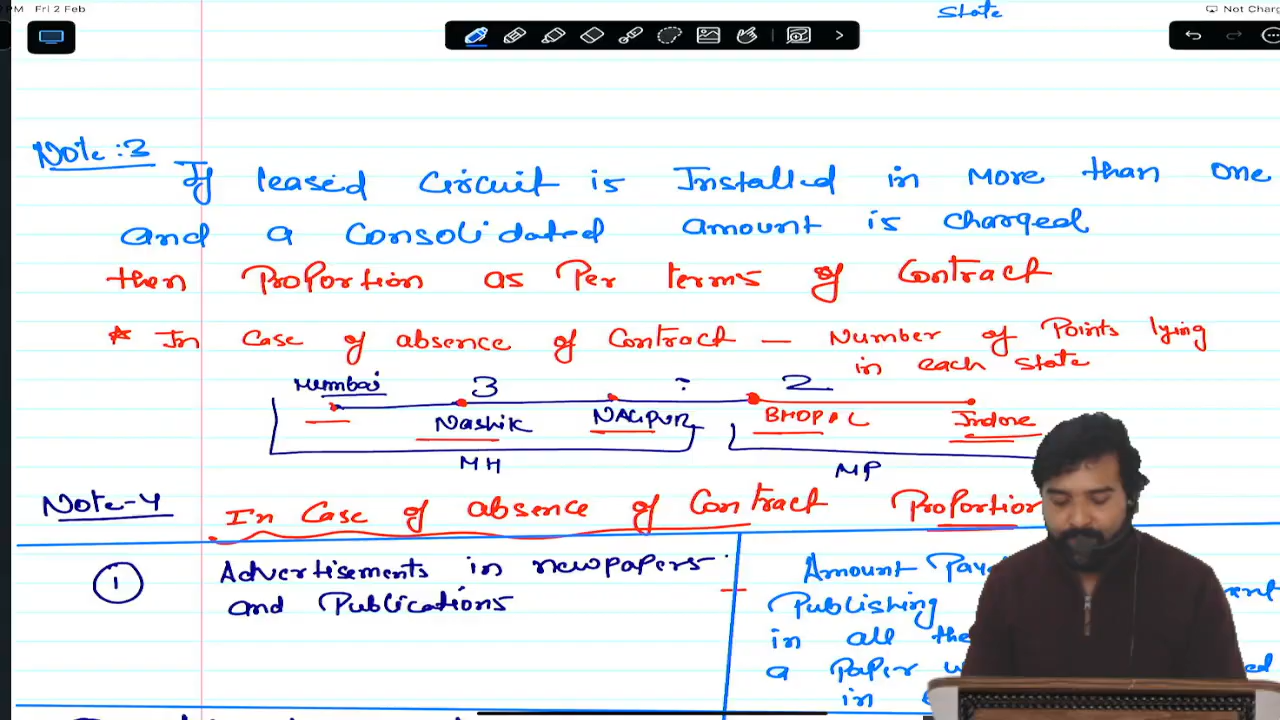 PM Fri 2 Feb
Not Charg
State
Note:3
If leased Circuit is Installed in More than one
and a Consolidated amount is charged
then Proportion as Per terms of Contract
* In Case of absence of Contract — Number of Points lying
in each state
Mumbai 3 : 2
Nashik NAGPUR BHOPAL Indore
MH MP
Note-4 In Case of absence of Contract Proportion
1 Advertisements in newspapers Amount
and Publications Publishing
in all the
a Paper
in